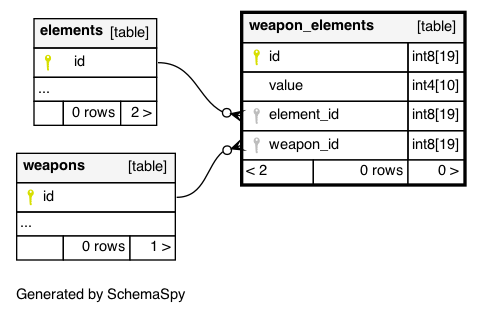 elements [table]
id
...
0 rows 2 >
weapon_elements [table]
id int8[19]
value int4[10]
element_id int8[19]
weapon_id int8[19]
< 2 0 rows 0 >
weapons [table]
id
...
0 rows 1 >
Generated by SchemaSpy